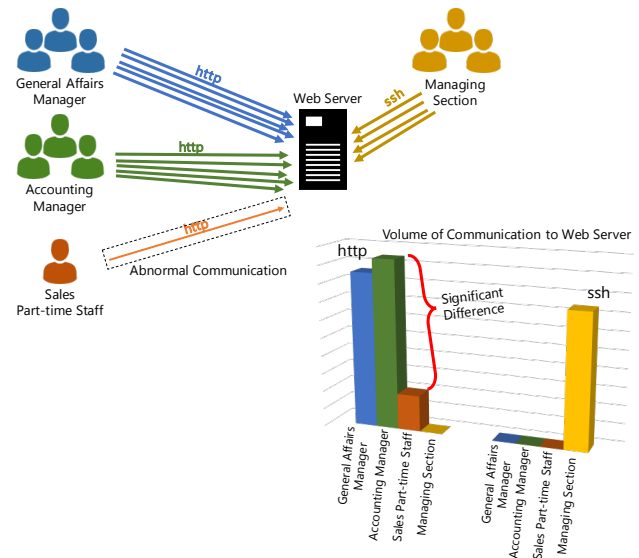 General Affairs
Manager
http
Web Server
ssh
Managing
Section
http
Accounting
Manager
http
Abnormal Communication
Sales
Part-time Staff
Volume of Communication to Web Server
http
Significant
Difference
ssh
General Affairs
Manager
Accounting Manager
Sales Part-time Staff
Managing Section
General Affairs
Manager
Accounting Manager
Sales Part-time Staff
Managing Section